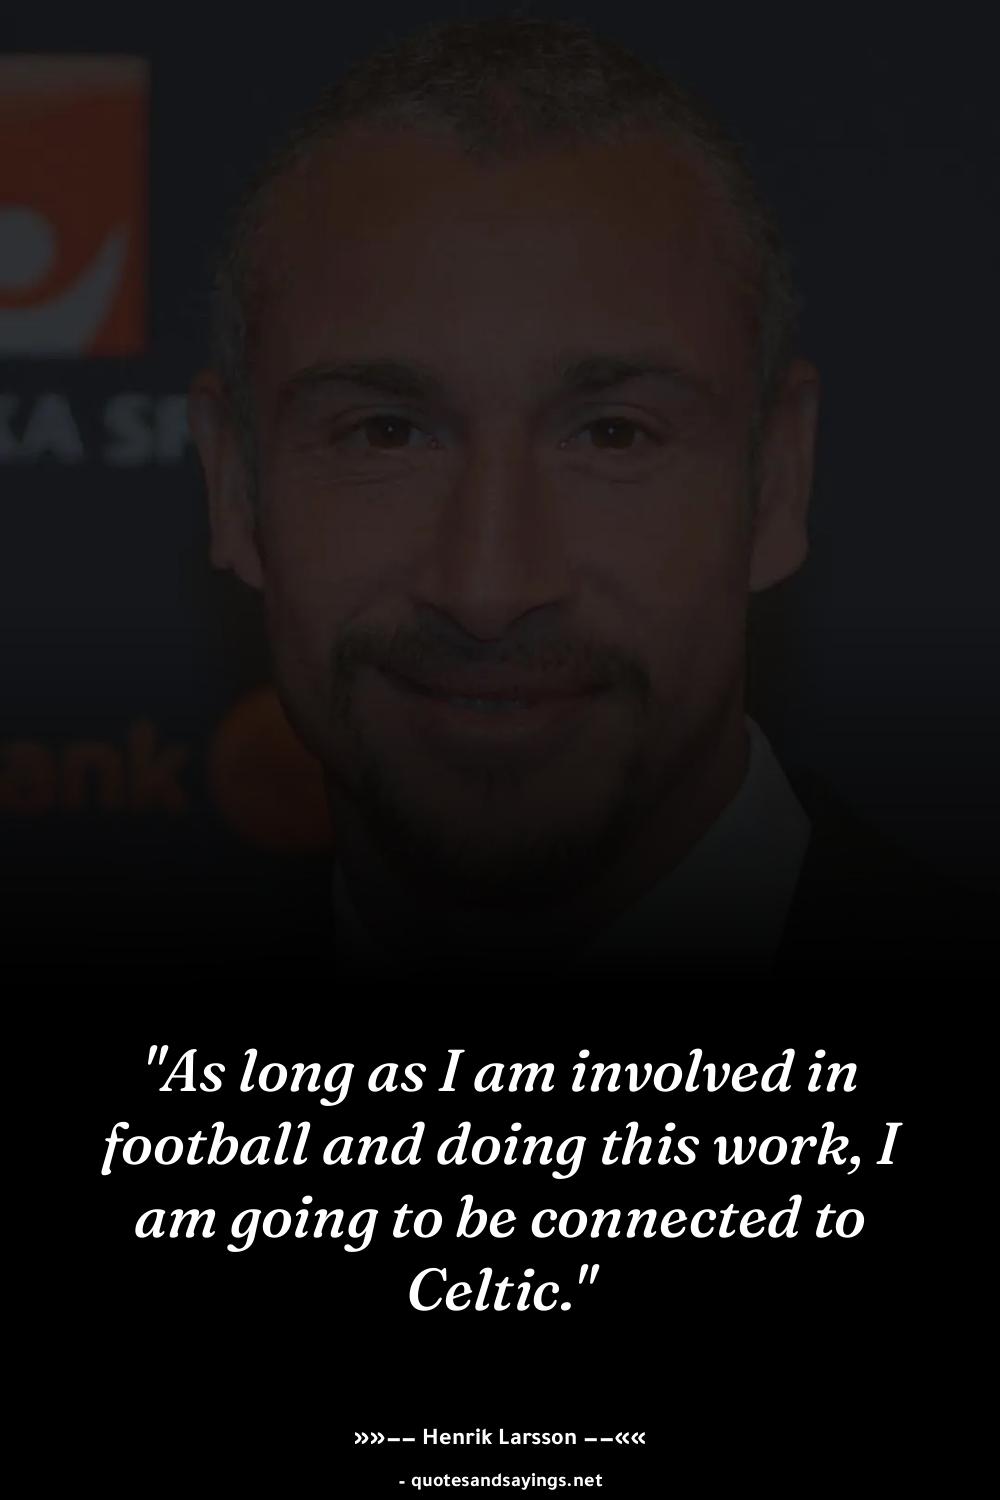 KA SP
ank
"As long as I am involved in
football and doing this work, I
am going to be connected to
Celtic."
»»−− Henrik Larsson −−««
- quotesandsayings.net